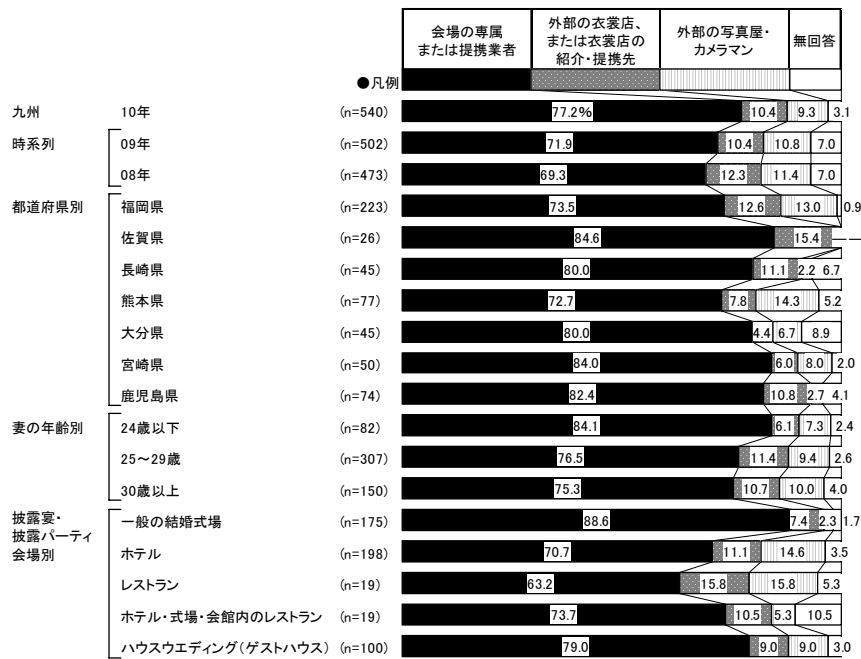 会場の専属
または提携業者
外部の衣裳店、
または衣裳店の
紹介・提携先
外部の写真屋・
カメラマン
無回答
●凡例
九州 10年 (n=540) 77.2% 10.4 9.3 3.1
時系列 09年 (n=502) 71.9 10.4 10.8 7.0
08年 (n=473) 69.3 12.3 11.4 7.0
都道府県別 福岡県 (n=223) 73.5 12.6 13.0 0.9
佐賀県 (n=26) 84.6 15.4 ――
長崎県 (n=45) 80.0 11.1 2.2 6.7
熊本県 (n=77) 72.7 7.8 14.3 5.2
大分県 (n=45) 80.0 4.4 6.7 8.9
宮崎県 (n=50) 84.0 6.0 8.0 2.0
鹿児島県 (n=74) 82.4 10.8 2.7 4.1
妻の年齢別 24歳以下 (n=82) 84.1 6.1 7.3 2.4
25～29歳 (n=307) 76.5 11.4 9.4 2.6
30歳以上 (n=150) 75.3 10.7 10.0 4.0
披露宴・
披露パーティ
会場別
一般の結婚式場 (n=175) 88.6 7.4 2.3 1.7
ホテル (n=198) 70.7 11.1 14.6 3.5
レストラン (n=19) 63.2 15.8 15.8 5.3
ホテル・式場・会館内のレストラン (n=19) 73.7 10.5 5.3 10.5
ハウスウエディング(ゲストハウス) (n=100) 79.0 9.0 9.0 3.0